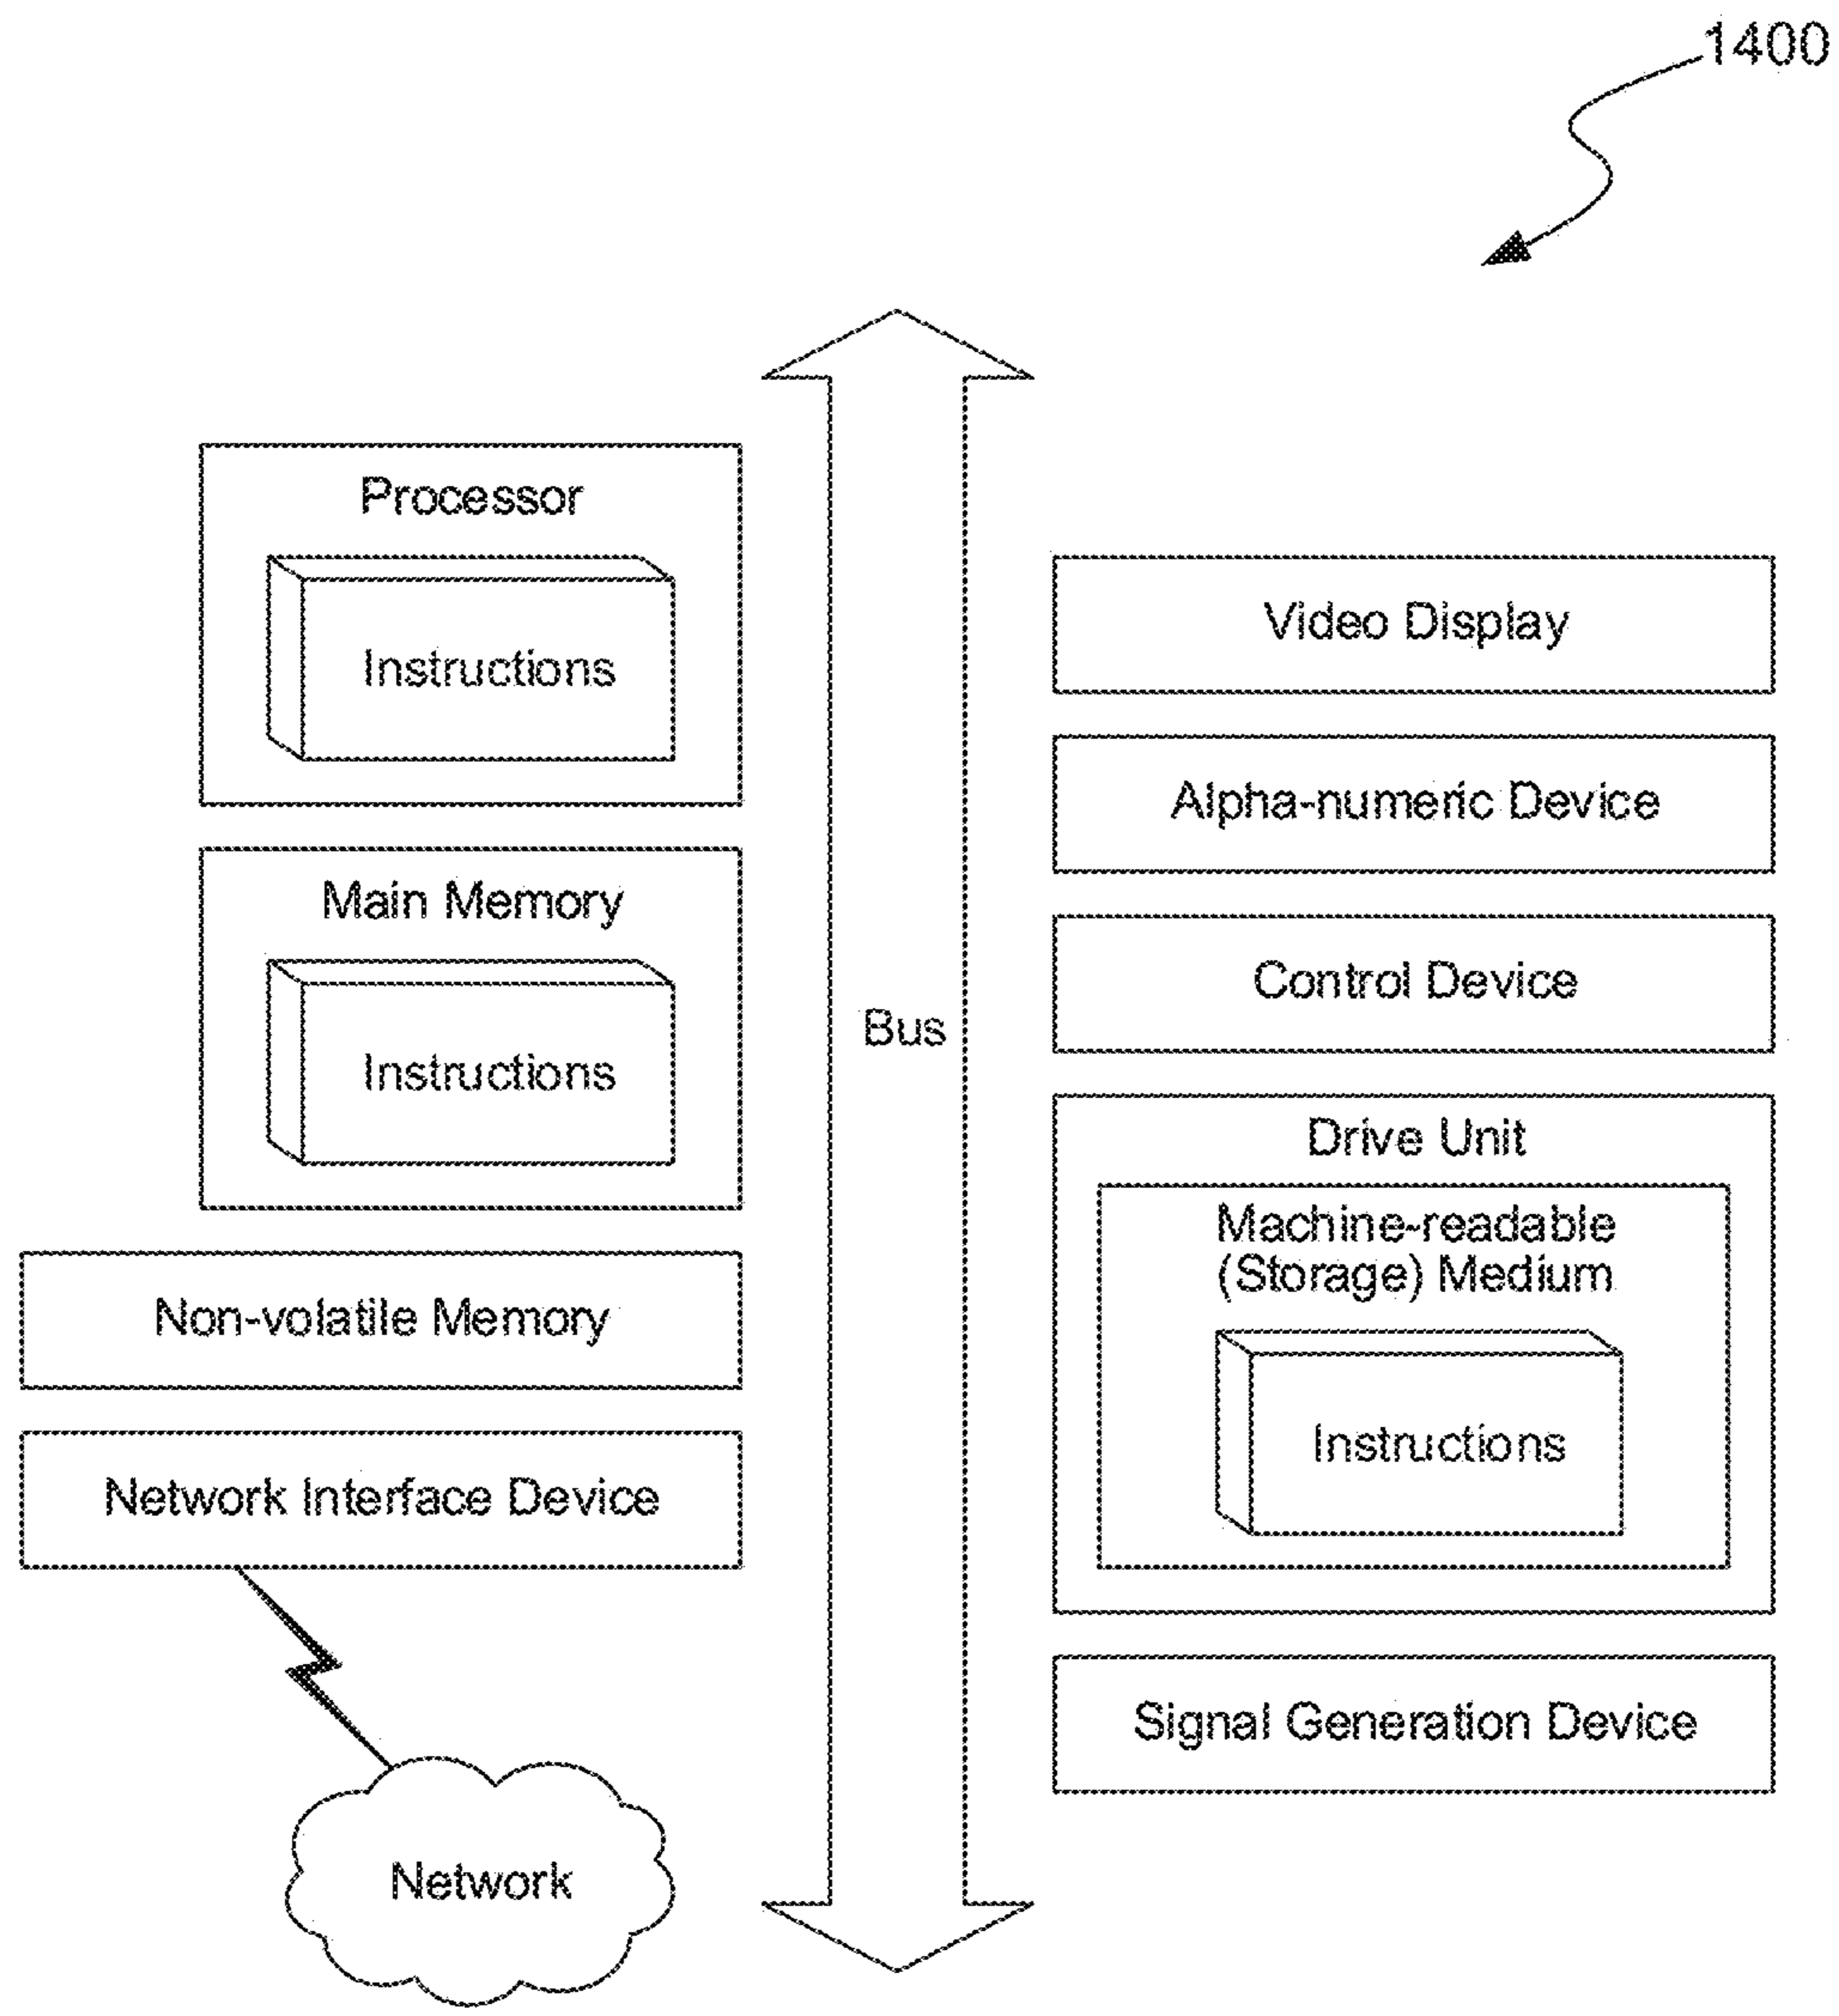 1400
Processor
Instructions
Main Memory
Instructions
Non-volatile Memory
Network Interface Device
Network
Bus
Video Display
Alpha-numeric Device
Control Device
Drive Unit
Machine-readable
(Storage) Medium
Instructions
Signal Generation Device